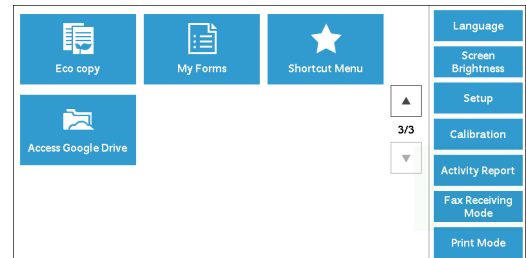 Eco copy
My Forms
Shortcut Menu
Access Google Drive
3/3
Language
Screen
Brightness
Setup
Calibration
Activity Report
Fax Receiving
Mode
Print Mode